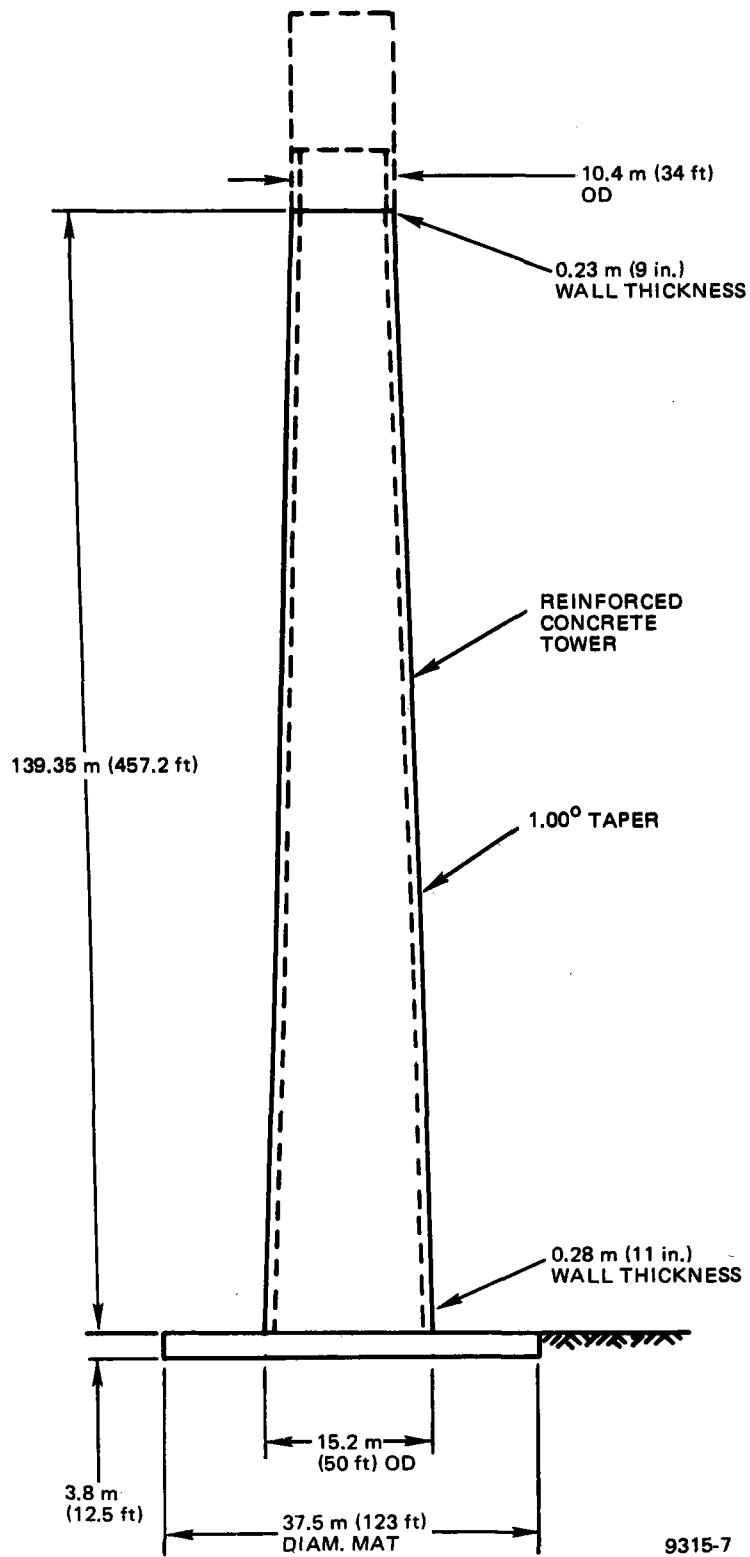 10.4 m (34 ft)
OD
0.23 m (9 in.)
WALL THICKNESS
REINFORCED
CONCRETE
TOWER
139.35 m (457.2 ft)
1.00° TAPER
0.28 m (11 in.)
WALL THICKNESS
15.2 m
(50 ft) OD
3.8 m
(12.5 ft)
37.5 m (123 ft)
DIAM. MAT
9315-7